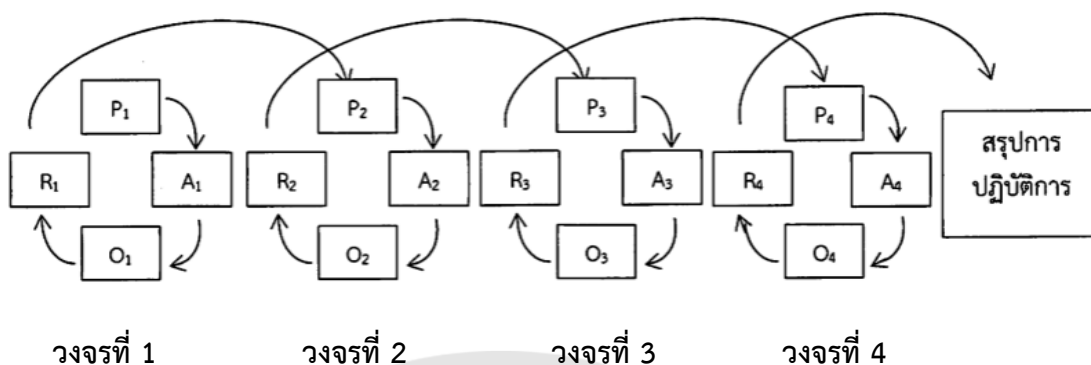 P₁
R₁
A₁
O₁
P₂
R₂
A₂
O₂
P₃
R₃
A₃
O₃
P₄
R₄
A₄
O₄
สรุปการ
ปฏิบัติการ
วงจรที่ 1
วงจรที่ 2
วงจรที่ 3
วงจรที่ 4